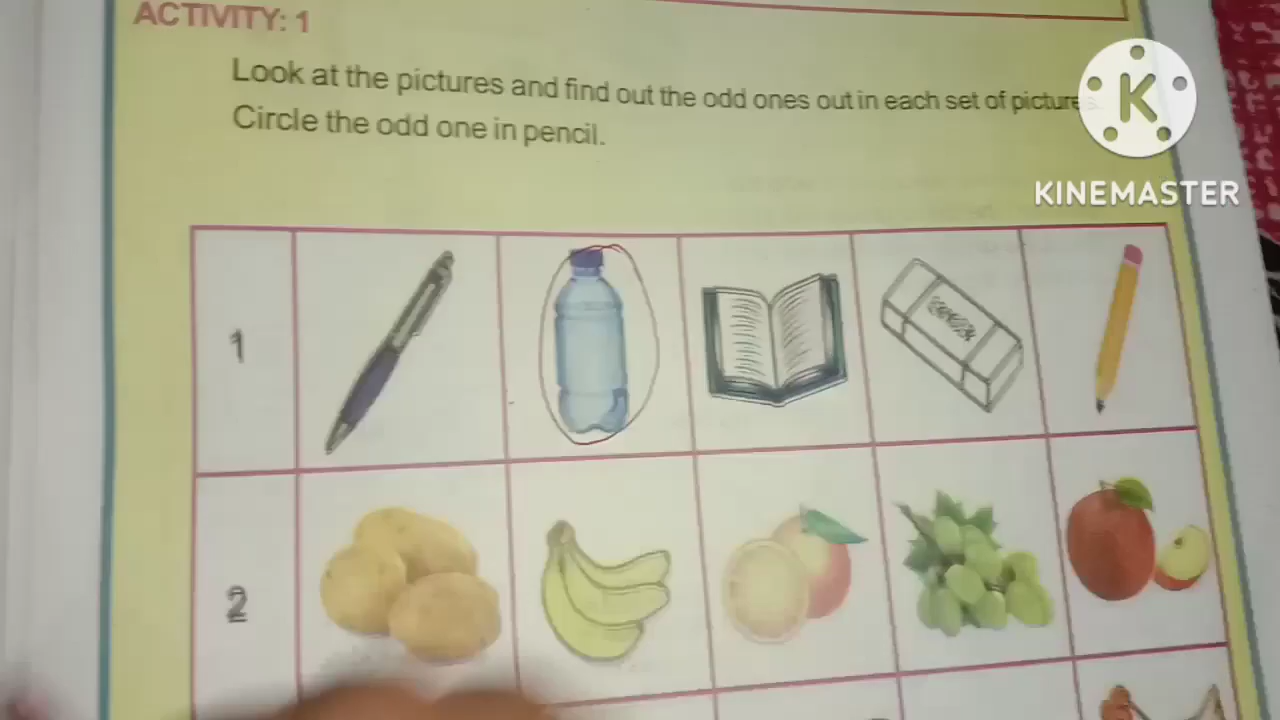 ACTIVITY: 1
Look at the pictures and find out the odd ones out in each set of pictures.
Circle the odd one in pencil.
K
KINEMASTER
1
2